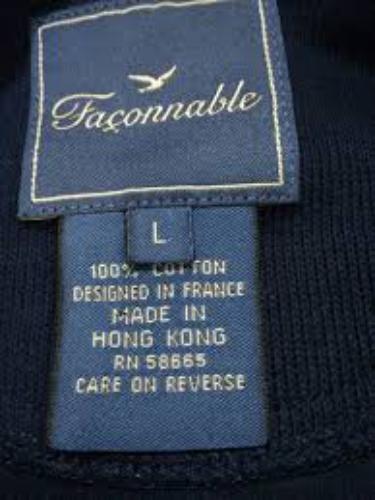 Façonnable
L
100% COTTON
DESIGNED IN FRANCE
MADE IN
HONG KONG
RN 58665
CARE ON REVERSE